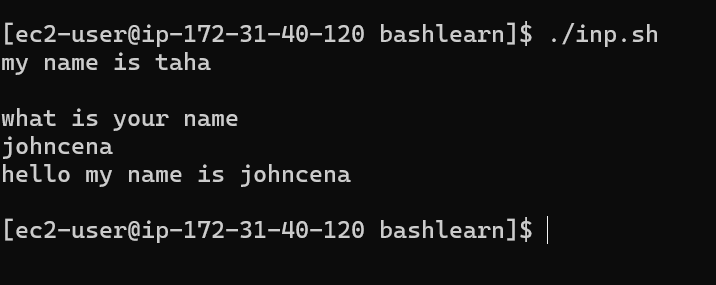 [ec2-user@ip-172-31-40-120 bashlearn]$ ./inp.sh
my name is taha
what is your name
johncena
hello my name is johncena
[ec2-user@ip-172-31-40-120 bashlearn]$